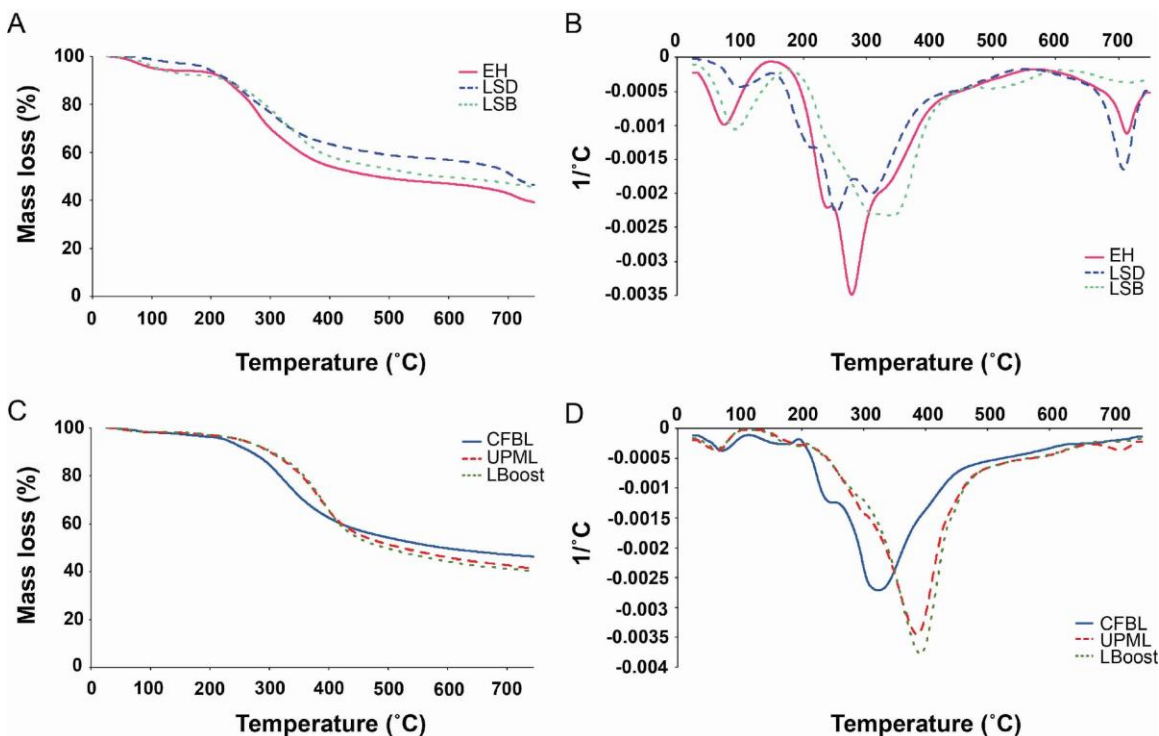 A
100
80
60
40
20
0
Mass loss (%)
EH
LSD
LSB
0 100 200 300 400 500 600 700
Temperature (˚C)
B
0 100 200 300 400 500 600 700
0
-0.0005
-0.001
-0.0015
-0.002
-0.0025
-0.003
-0.0035
1/˚C
EH
LSD
LSB
Temperature (˚C)
C
100
80
60
40
20
0
Mass loss (%)
CFBL
UPML
LBoost
0 100 200 300 400 500 600 700
Temperature (˚C)
D
0 100 200 300 400 500 600 700
0
-0.0005
-0.001
-0.0015
-0.002
-0.0025
-0.003
-0.0035
-0.004
1/˚C
CFBL
UPML
LBoost
Temperature (˚C)